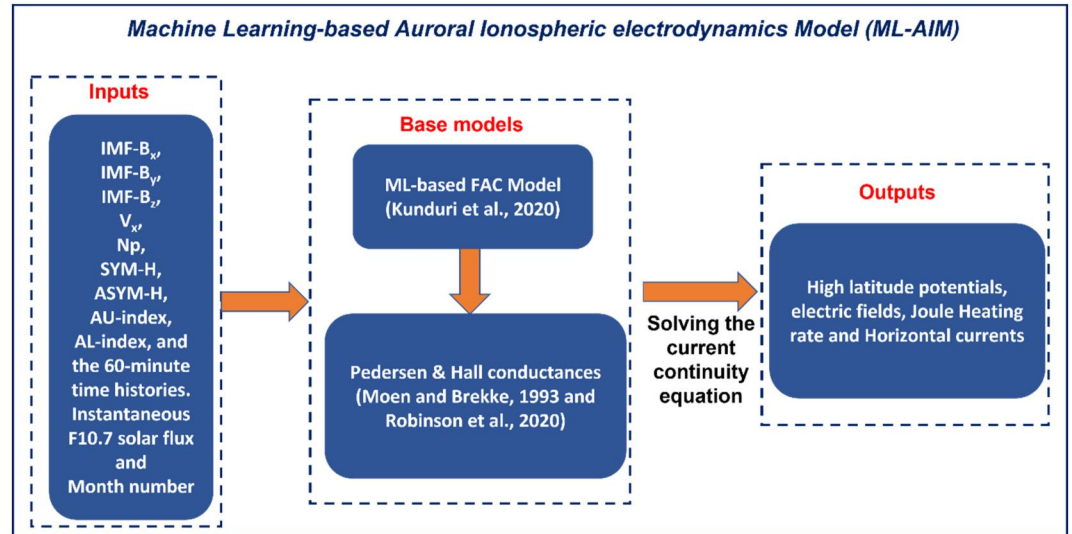 Machine Learning-based Auroral Ionospheric electrodynamics Model (ML-AIM)
Inputs
IMF-Bx,
IMF-By,
IMF-Bz,
Vx,
Np,
SYM-H,
ASYM-H,
AU-index,
AL-index, and
the 60-minute
time histories.
Instantaneous
F10.7 solar flux
and
Month number
Base models
ML-based FAC Model
(Kunduri et al., 2020)
Pedersen & Hall conductances
(Moen and Brekke, 1993 and
Robinson et al., 2020)
Solving the
current
continuity
equation
Outputs
High latitude potentials,
electric fields, Joule Heating
rate and Horizontal currents